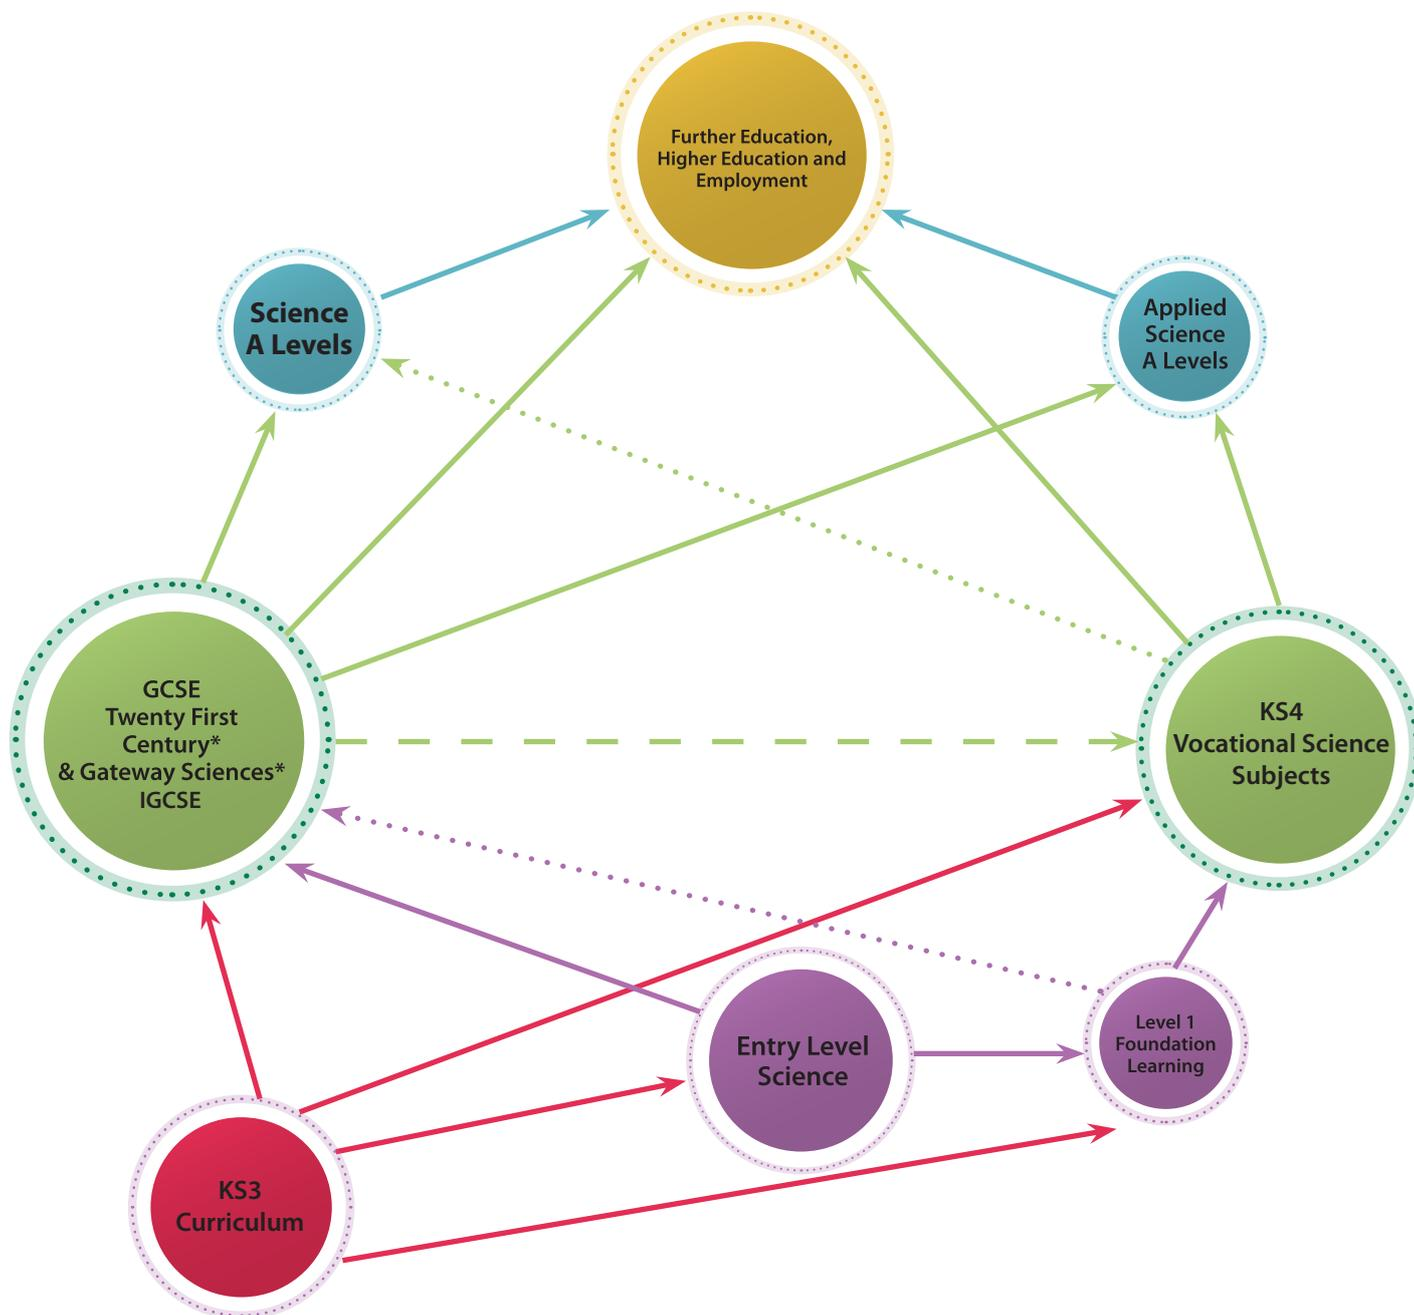 Further Education,
Higher Education and
Employment
Science
A Levels
Applied
Science
A Levels
GCSE
Twenty First
Century*
& Gateway Sciences*
IGCSE
KS4
Vocational Science
Subjects
Entry Level
Science
Level 1
Foundation
Learning
KS3
Curriculum